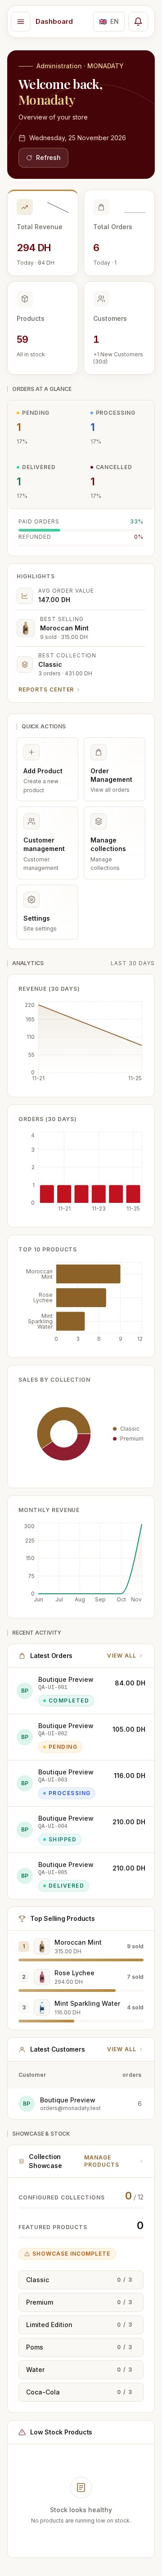 Dashboard
EN
Administration · MONADATY
Welcome back,
Monadaty
Overview of your store
Wednesday, 25 November 2026
Refresh
Total Revenue
294 DH
Today · 84 DH
Total Orders
6
Today · 1
Products
59
All in stock
Customers
1
+1 New Customers (30d)
ORDERS AT A GLANCE
PENDING
1
17%
PROCESSING
1
17%
DELIVERED
1
17%
CANCELLED
1
17%
PAID ORDERS 33%
REFUNDED 0%
HIGHLIGHTS
AVG ORDER VALUE
147.00 DH
BEST SELLING
Moroccan Mint
9 sold · 315.00 DH
BEST COLLECTION
Classic
3 orders · 431.00 DH
REPORTS CENTER
QUICK ACTIONS
Add Product
Create a new product
Order Management
View all orders
Customer management
Customer management
Manage collections
Manage collections
Settings
Site settings
ANALYTICS LAST 30 DAYS
REVENUE (30 DAYS)
220
165
110
55
0
11-21 11-25
ORDERS (30 DAYS)
4
3
2
1
0
11-21 11-23 11-25
TOP 10 PRODUCTS
Moroccan
Mint
Rose
Lychee
Mint
Sparkling
Water
0 3 6 9 12
SALES BY COLLECTION
Classic
Premium
MONTHLY REVENUE
300
225
150
75
0
Jun Jul Aug Sep Oct Nov
RECENT ACTIVITY
Latest Orders VIEW ALL
BP
Boutique Preview
QA-UI-001
COMPLETED
84.00 DH
BP
Boutique Preview
QA-UI-002
PENDING
105.00 DH
BP
Boutique Preview
QA-UI-003
PROCESSING
116.00 DH
BP
Boutique Preview
QA-UI-004
SHIPPED
210.00 DH
BP
Boutique Preview
QA-UI-005
DELIVERED
210.00 DH
Top Selling Products
1
Moroccan Mint
315.00 DH
9 sold
2
Rose Lychee
294.00 DH
7 sold
3
Mint Sparkling Water
116.00 DH
4 sold
Latest Customers VIEW ALL
Customer orders
BP
Boutique Preview
orders@monadaty.test
6
SHOWCASE & STOCK
Collection Showcase
MANAGE PRODUCTS
CONFIGURED COLLECTIONS 0 / 12
FEATURED PRODUCTS 0
SHOWCASE INCOMPLETE
Classic 0 / 3
Premium 0 / 3
Limited Edition 0 / 3
Poms 0 / 3
Water 0 / 3
Coca-Cola 0 / 3
Low Stock Products
Stock looks healthy
No products are running low on stock.